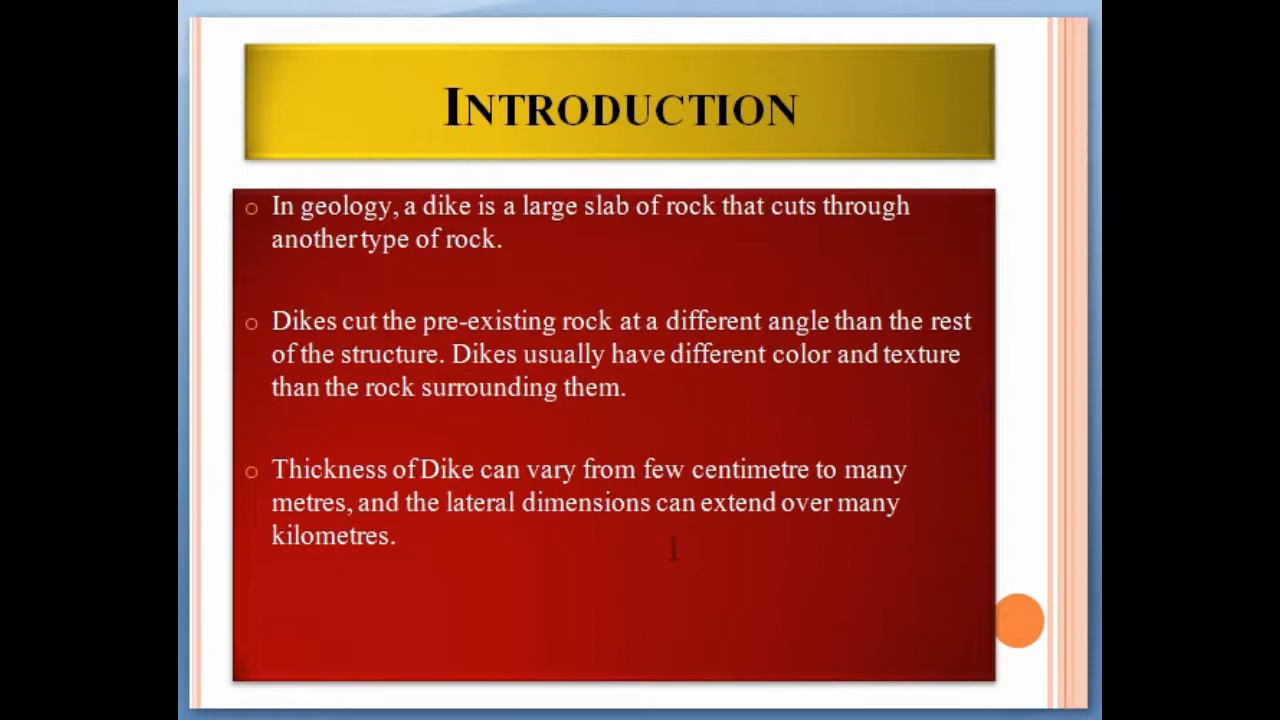 INTRODUCTION
In geology, a dike is a large slab of rock that cuts through
another type of rock.
Dikes cut the pre-existing rock at a different angle than the rest
of the structure. Dikes usually have different color and texture
than the rock surrounding them.
Thickness of Dike can vary from few centimetre to many
metres, and the lateral dimensions can extend over many
kilometres.